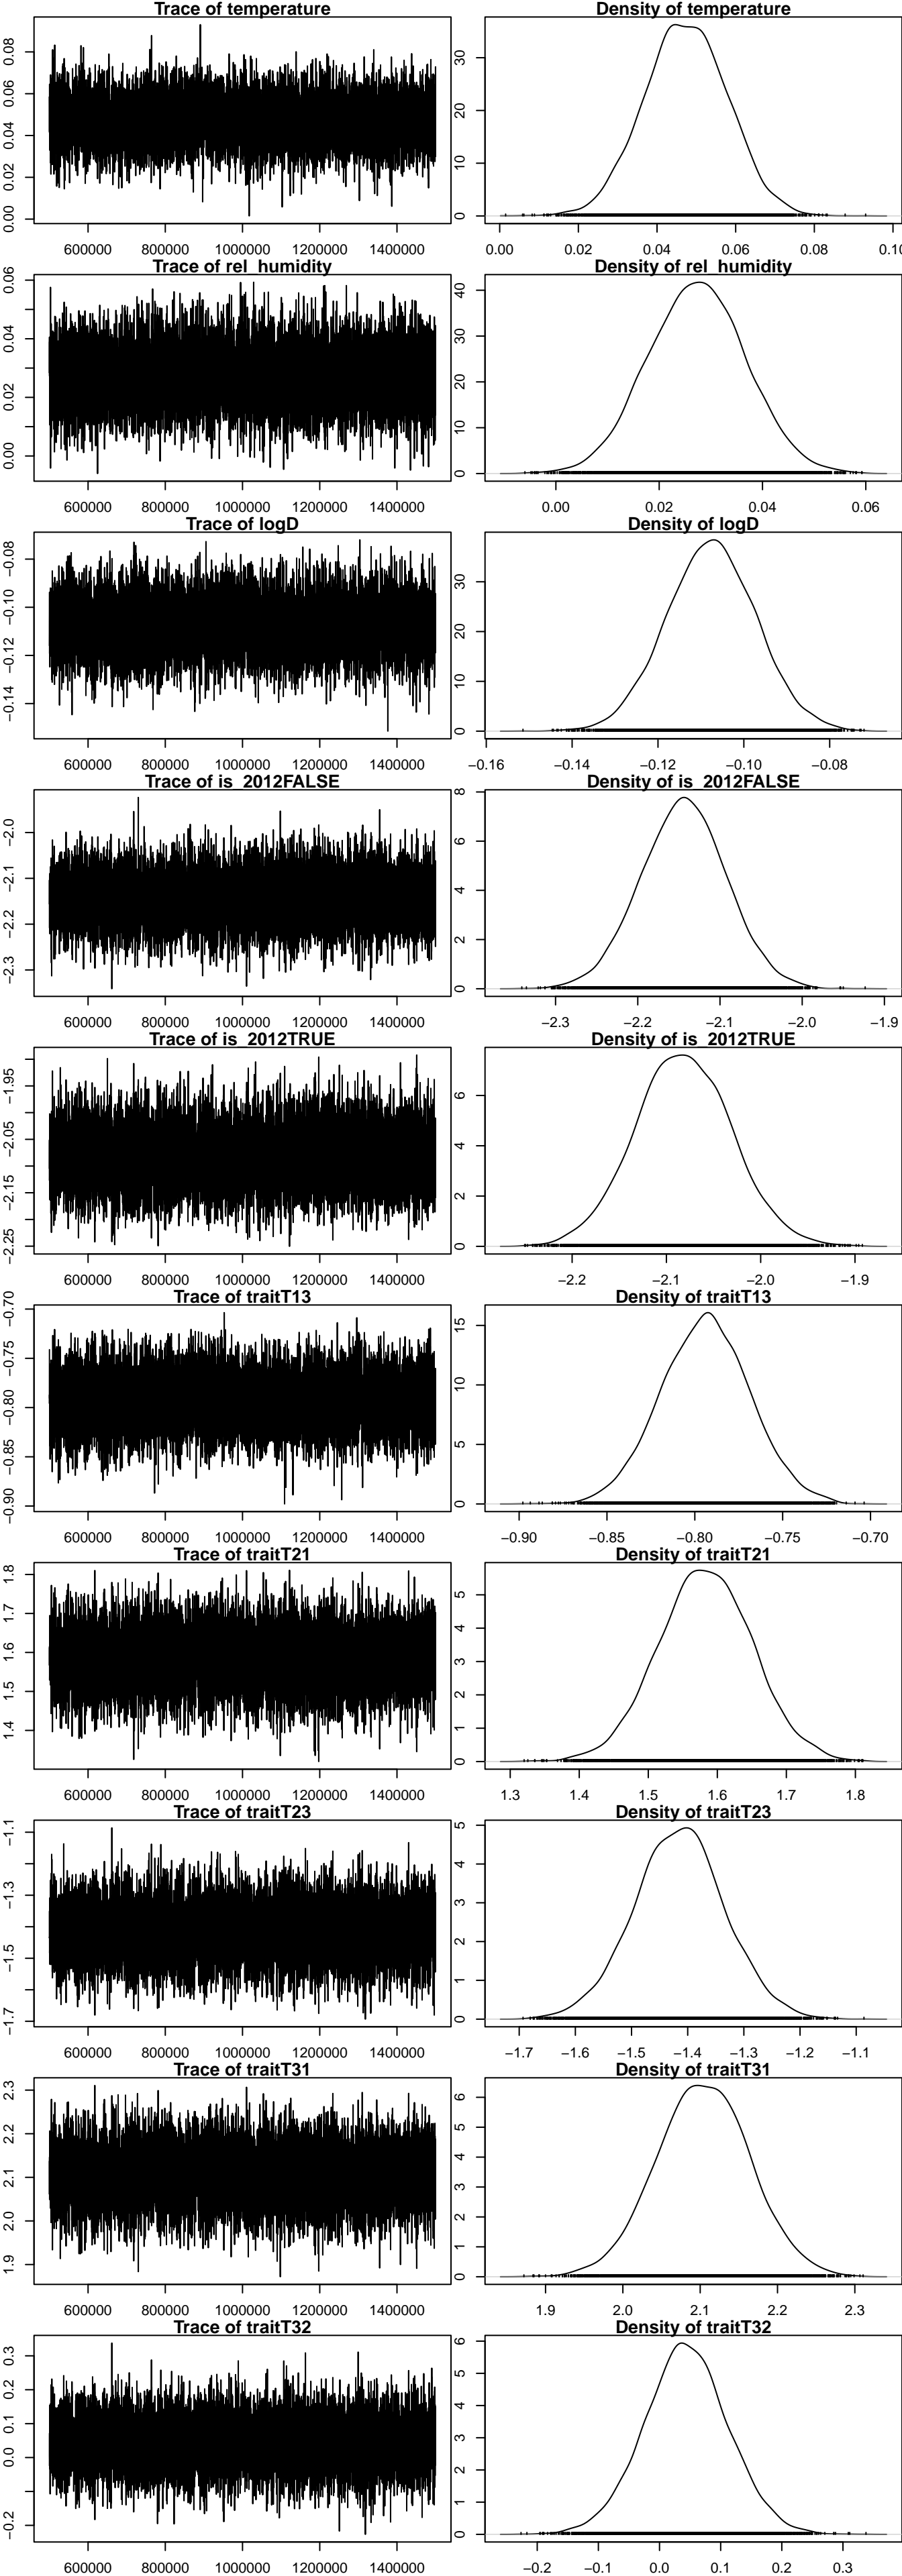 Trace of temperature
0.00 0.02 0.04 0.06 0.08
600000 800000 1000000 1200000 1400000
Density of temperature
0 10 20 30
0.00 0.02 0.04 0.06 0.08 0.10
Trace of rel_humidity
0.00 0.02 0.04 0.06
600000 800000 1000000 1200000 1400000
Density of rel_humidity
0 10 20 30 40
0.00 0.02 0.04 0.06
Trace of logD
−0.14 −0.12 −0.10 −0.08
600000 800000 1000000 1200000 1400000
Density of logD
0 10 20 30
−0.16 −0.14 −0.12 −0.10 −0.08
Trace of is_2012FALSE
−2.3 −2.2 −2.1 −2.0
600000 800000 1000000 1200000 1400000
Density of is_2012FALSE
0 2 4 6 8
−2.3 −2.2 −2.1 −2.0 −1.9
Trace of is_2012TRUE
−2.25 −2.15 −2.05 −1.95
600000 800000 1000000 1200000 1400000
Density of is_2012TRUE
0 2 4 6
−2.2 −2.1 −2.0 −1.9
Trace of traitT13
−0.90 −0.85 −0.80 −0.75 −0.70
600000 800000 1000000 1200000 1400000
Density of traitT13
0 5 10 15
−0.90 −0.85 −0.80 −0.75 −0.70
Trace of traitT21
1.4 1.5 1.6 1.7 1.8
600000 800000 1000000 1200000 1400000
Density of traitT21
0 1 2 3 4 5
1.3 1.4 1.5 1.6 1.7 1.8
Trace of traitT23
−1.7 −1.5 −1.3 −1.1
600000 800000 1000000 1200000 1400000
Density of traitT23
0 1 2 3 4 5
−1.7 −1.6 −1.5 −1.4 −1.3 −1.2 −1.1
Trace of traitT31
1.9 2.0 2.1 2.2 2.3
600000 800000 1000000 1200000 1400000
Density of traitT31
0 1 2 3 4 5 6
1.9 2.0 2.1 2.2 2.3
Trace of traitT32
−0.2 0.0 0.1 0.2 0.3
Density of traitT32
0 1 2 3 4 5 6
−0.2 −0.1 0.0 0.1 0.2 0.3